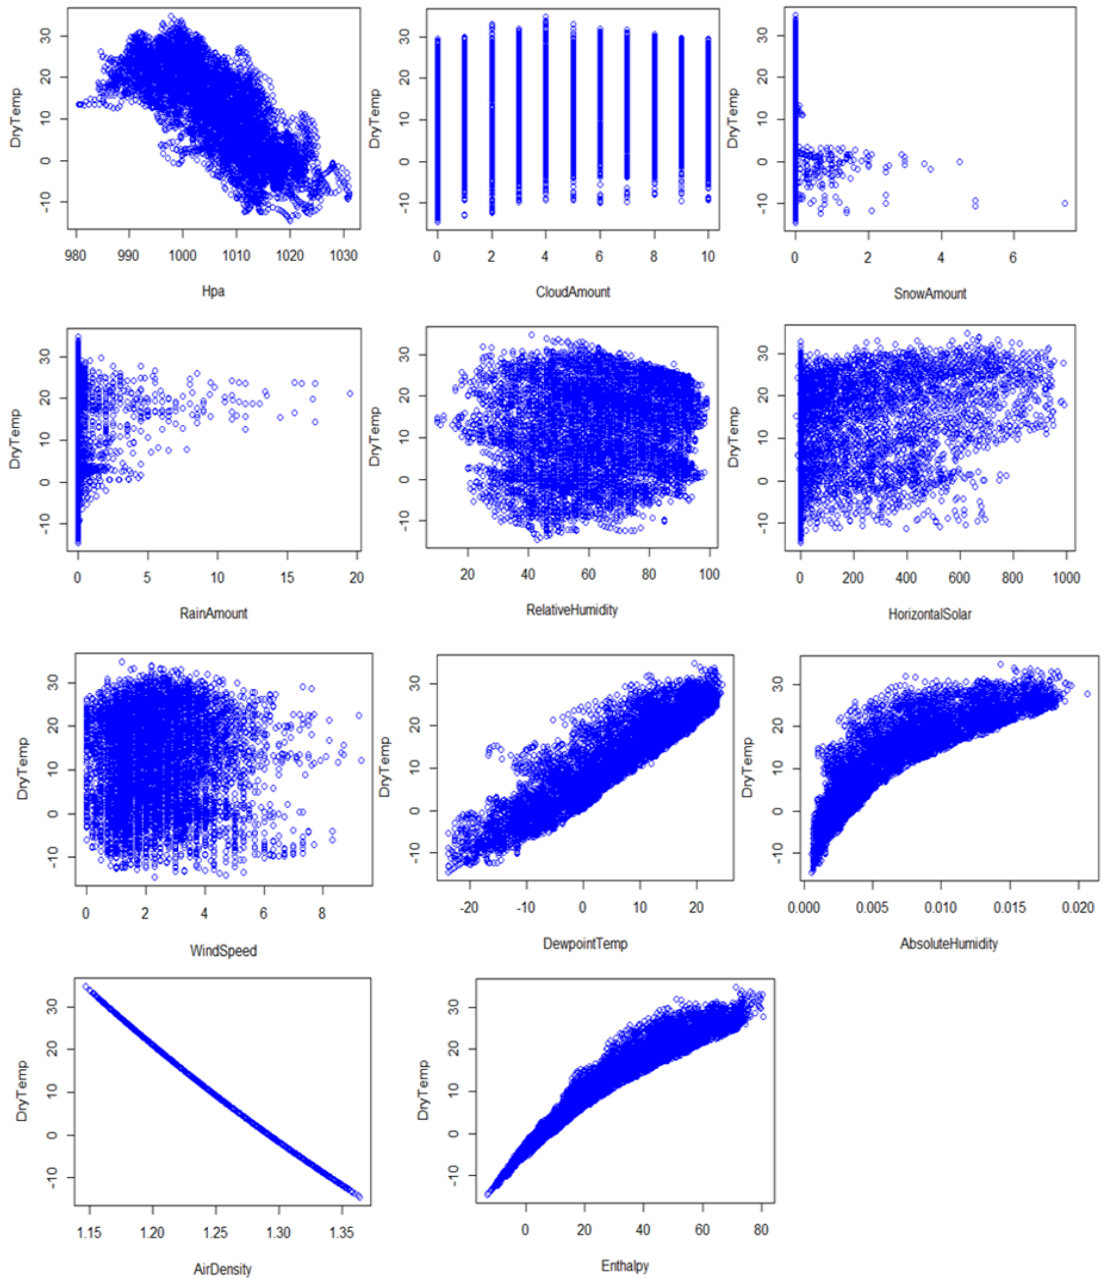 DryTemp
-10 0 10 20 30
980 990 1000 1010 1020 1030
Hpa
DryTemp
-10 0 10 20 30
0 2 4 6 8 10
CloudAmount
DryTemp
-10 0 10 20 30
0 2 4 6
SnowAmount
DryTemp
-10 0 10 20 30
0 5 10 15 20
RainAmount
DryTemp
-10 0 10 20 30
20 40 60 80 100
RelativeHumidity
DryTemp
-10 0 10 20 30
0 200 400 600 800 1000
HorizontalSolar
DryTemp
-10 0 10 20 30
0 2 4 6 8
WindSpeed
DryTemp
-10 0 10 20 30
-20 -10 0 10 20
DewpointTemp
DryTemp
-10 0 10 20 30
0.000 0.005 0.010 0.015 0.020
AbsoluteHumidity
DryTemp
-10 0 10 20 30
1.15 1.20 1.25 1.30 1.35
AirDensity
DryTemp
-10 0 10 20 30
0 20 40 60 80
Enthalpy